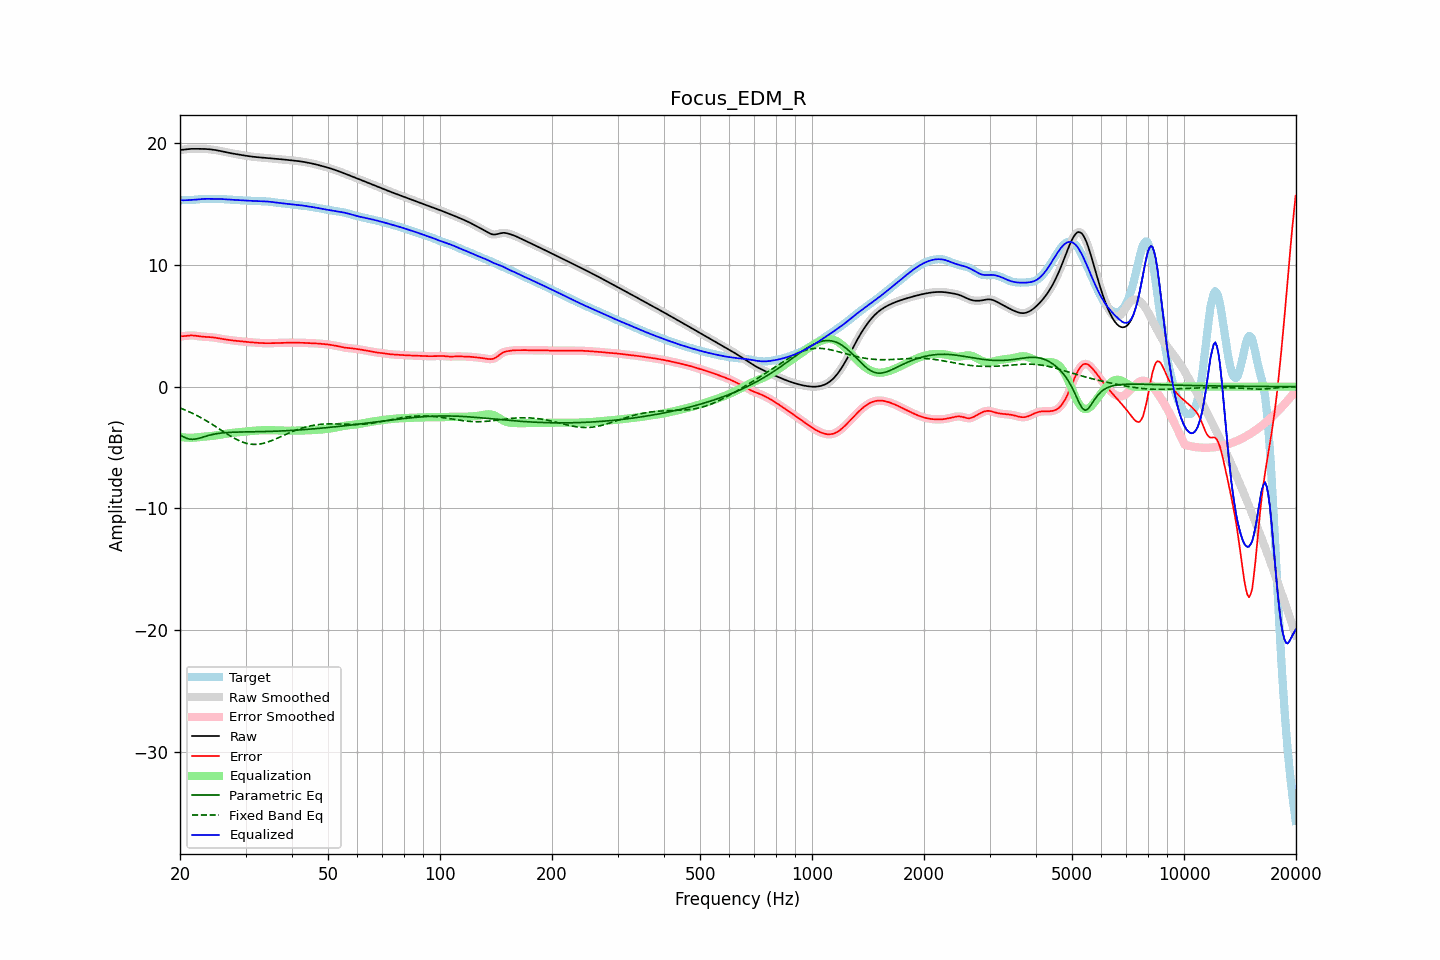 Focus_EDM_R
20
10
0
−10
−20
−30
Amplitude (dBr)
20
50
100
200
500
1000
2000
5000
10000
20000
Frequency (Hz)
Target
Raw Smoothed
Error Smoothed
Raw
Error
Equalization
Parametric Eq
Fixed Band Eq
Equalized